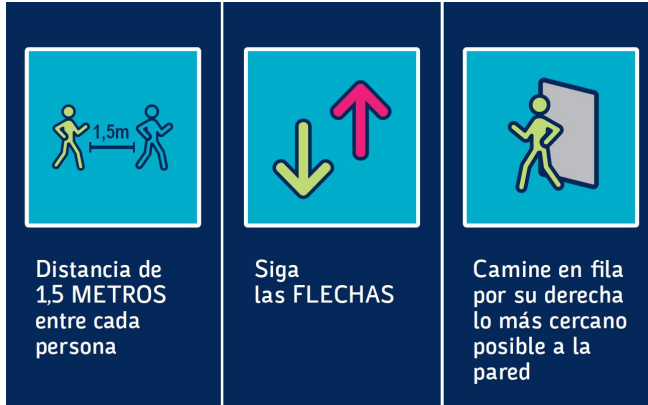 1,5m
Distancia de
1,5 METROS
entre cada
persona
Siga
las FLECHAS
Camine en fila
por su derecha
lo más cercano
posible a la
pared